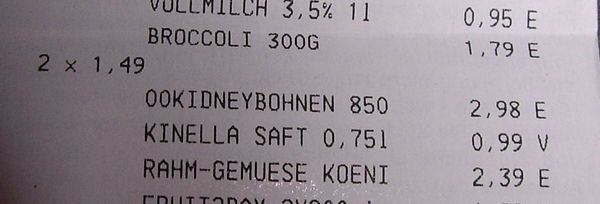 VOLLMILCH 3,5% 1l 0,95 E
BROCCOLI 300G 1,79 E
2 x 1,49
OOKIDNEYBOHNEN 850 2,98 E
KINELLA SAFT 0,75l 0,99 V
RAHM-GEMUESE KOENI 2,39 E